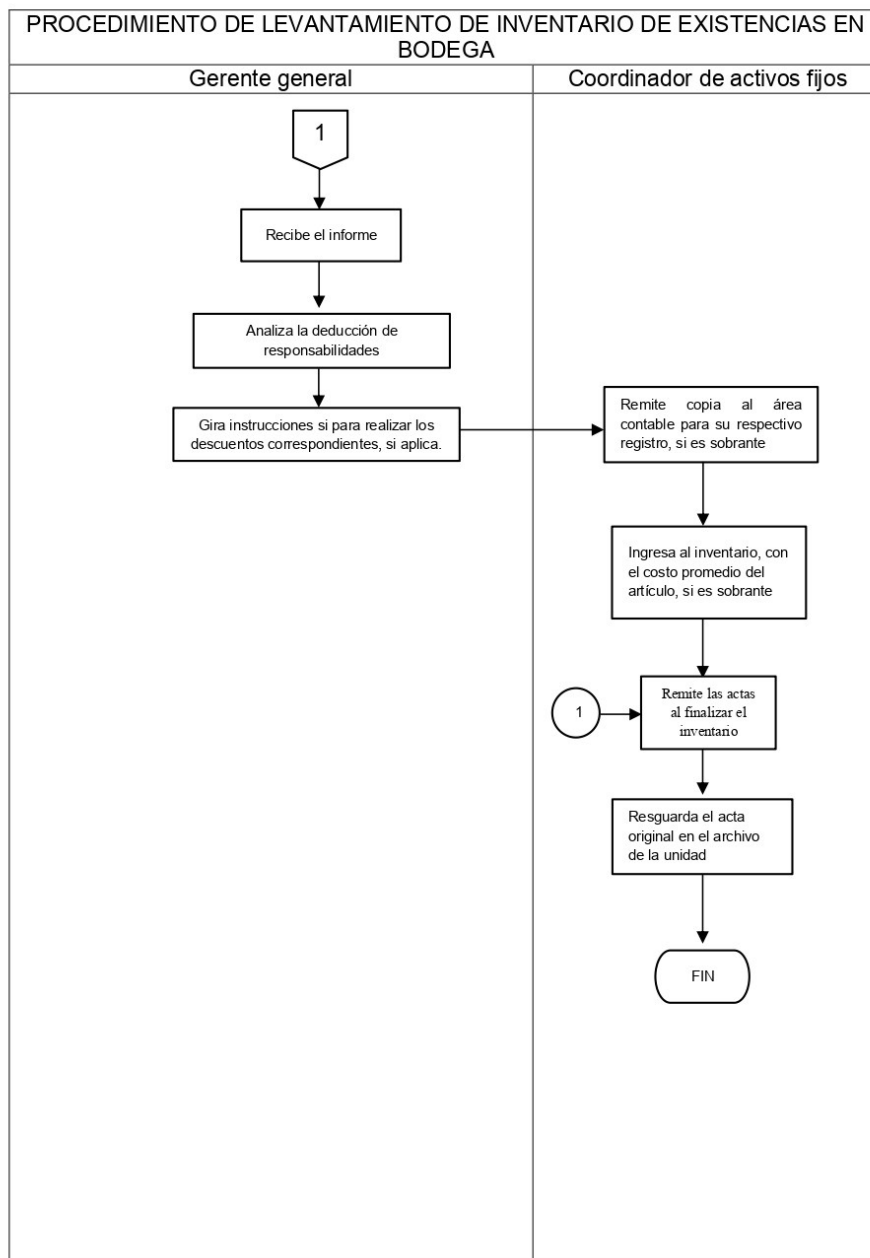 PROCEDIMIENTO DE LEVANTAMIENTO DE INVENTARIO DE EXISTENCIAS EN
BODEGA
Gerente general
Coordinador de activos fijos
1
Recibe el informe
Analiza la deducción de
responsabilidades
Gira instrucciones si para realizar los
descuentos correspondientes, si aplica.
Remite copia al área
contable para su respectivo
registro, si es sobrante
Ingresa al inventario, con
el costo promedio del
artículo, si es sobrante
1
Remite las actas
al finalizar el
inventario
Resguarda el acta
original en el archivo
de la unidad
FIN